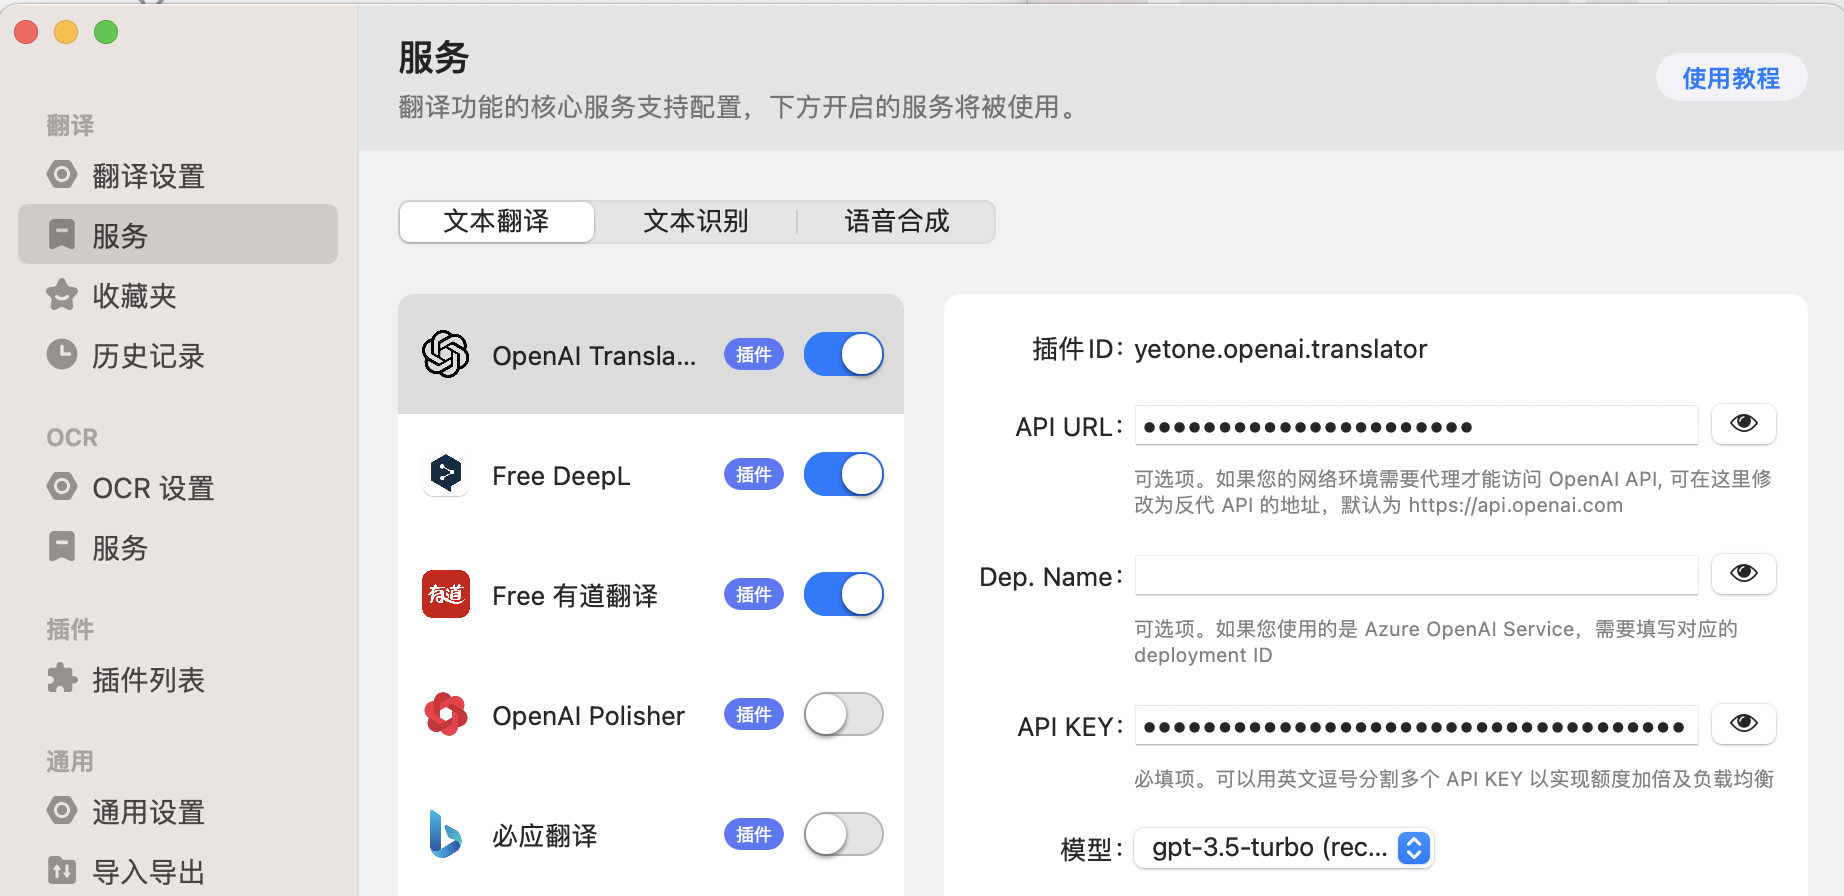 服务
翻译功能的核心服务支持配置，下方开启的服务将被使用。
使用教程
翻译
翻译设置
服务
收藏夹
历史记录
OCR
OCR 设置
服务
插件
插件列表
通用
通用设置
导入导出
文本翻译
文本识别
语音合成
OpenAI Transla... 插件
Free DeepL 插件
有道
Free 有道翻译 插件
OpenAI Polisher 插件
必应翻译 插件
插件 ID： yetone.openai.translator
API URL：
可选项。如果您的网络环境需要代理才能访问 OpenAI API, 可在这里修
改为反代 API 的地址，默认为 https://api.openai.com
Dep. Name：
可选项。如果您使用的是 Azure OpenAI Service，需要填写对应的
deployment ID
API KEY：
必填项。可以用英文逗号分割多个 API KEY 以实现额度加倍及负载均衡
模型： gpt-3.5-turbo (rec...